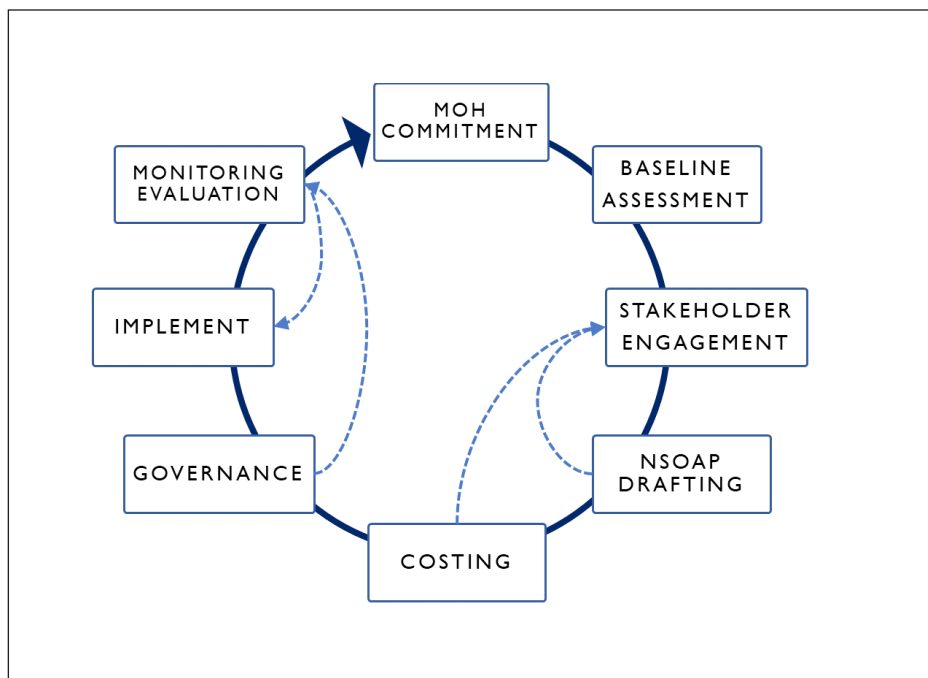 MOH
COMMITMENT
BASELINE
ASSESSMENT
STAKEHOLDER
ENGAGEMENT
NSOAP
DRAFTING
COSTING
GOVERNANCE
IMPLEMENT
MONITORING
EVALUATION